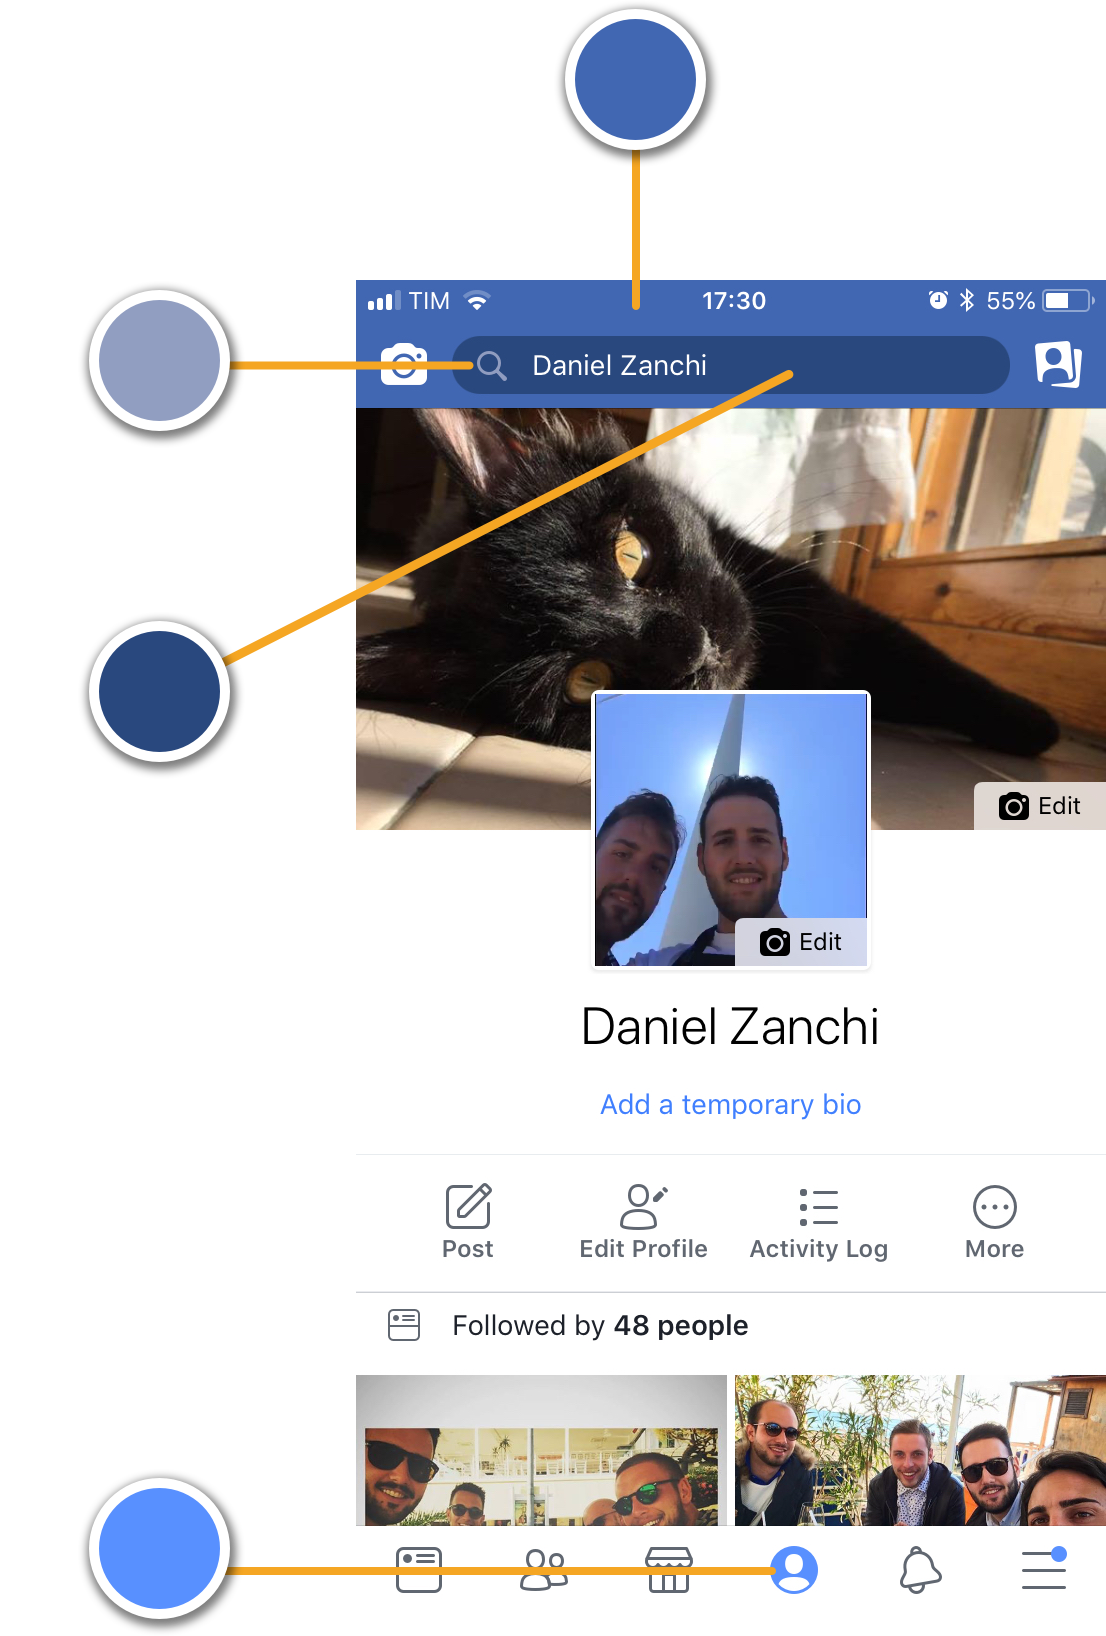 TIM 17:30 55%
Daniel Zanchi
Edit
Edit
Daniel Zanchi
Add a temporary bio
Post Edit Profile Activity Log More
Followed by 48 people